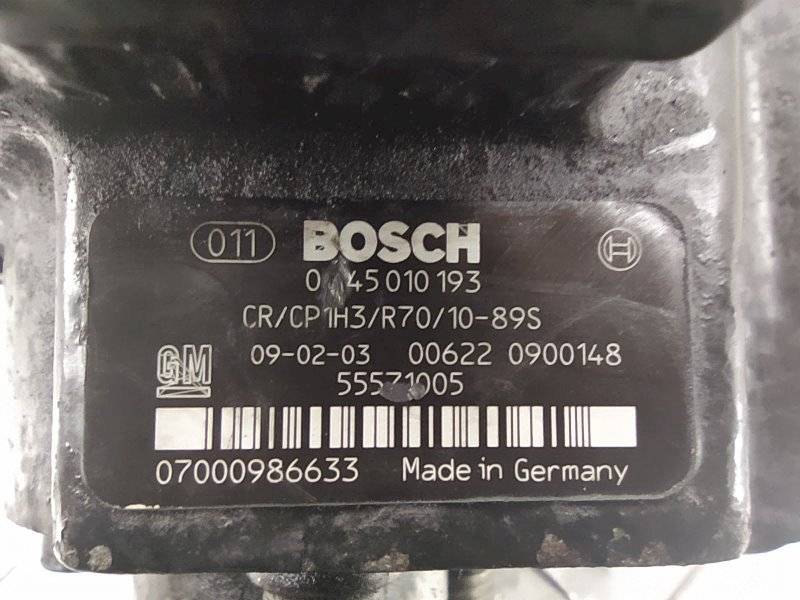 011 BOSCH
0 45 010 193
CR/CP1H3/R70/10-89S
GM 09-02-03 00622 0900148
55571005
07000986633 Made in Germany